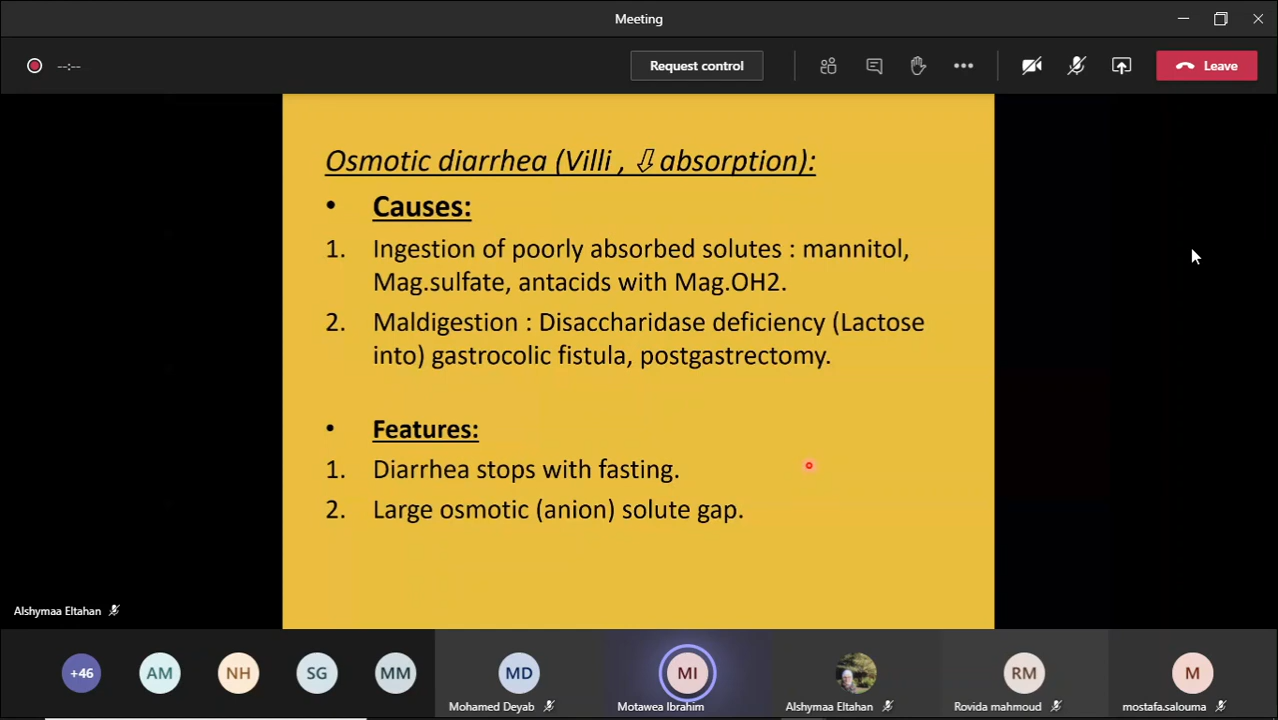 Meeting
--:--
Request control
Leave
Osmotic diarrhea (Villi , ⇩ absorption):
• Causes:
1. Ingestion of poorly absorbed solutes : mannitol,
Mag.sulfate, antacids with Mag.OH2.
2. Maldigestion : Disaccharidase deficiency (Lactose
into) gastrocolic fistula, postgastrectomy.
• Features:
1. Diarrhea stops with fasting.
2. Large osmotic (anion) solute gap.
Alshymaa Eltahan
+46
AM
NH
SG
MM
MD
MI
RM
M
Mohamed Deyab
Motawea Ibrahim
Alshymaa Eltahan
Rovida mahmoud
mostafa.salouma